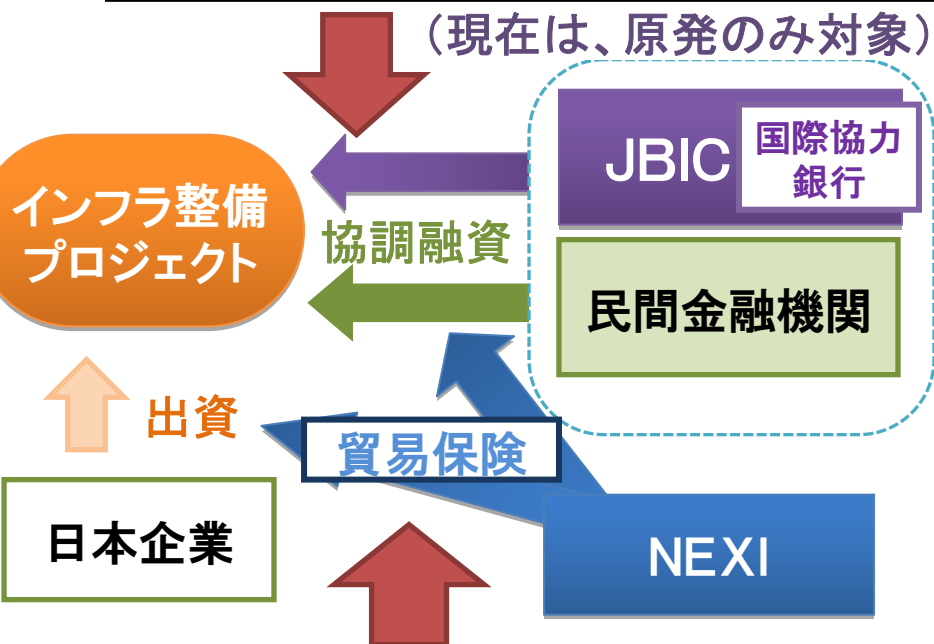 （現在は、原発のみ対象）
JBIC
国際協力
銀行
インフラ整備
プロジェクト
協調融資
民間金融機関
出資
貿易保険
日本企業
NEXI